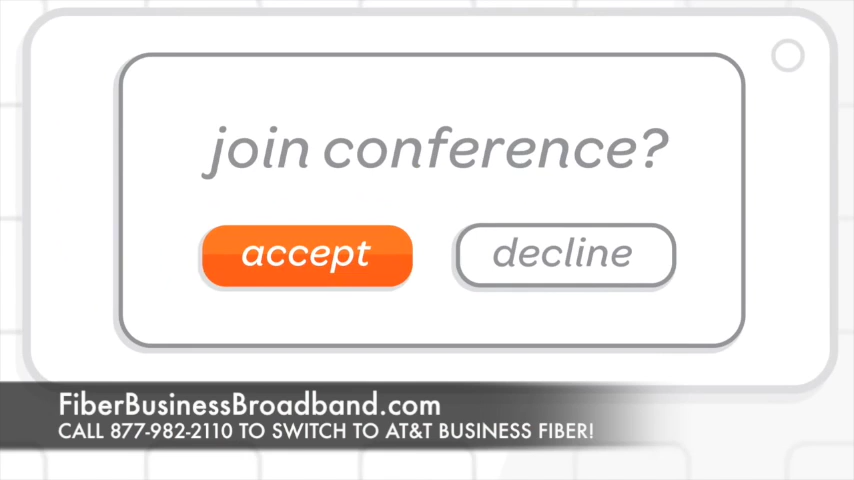 join conference?
accept
decline
FiberBusinessBroadband.com
CALL 877-982-2110 TO SWITCH TO AT&T BUSINESS FIBER!